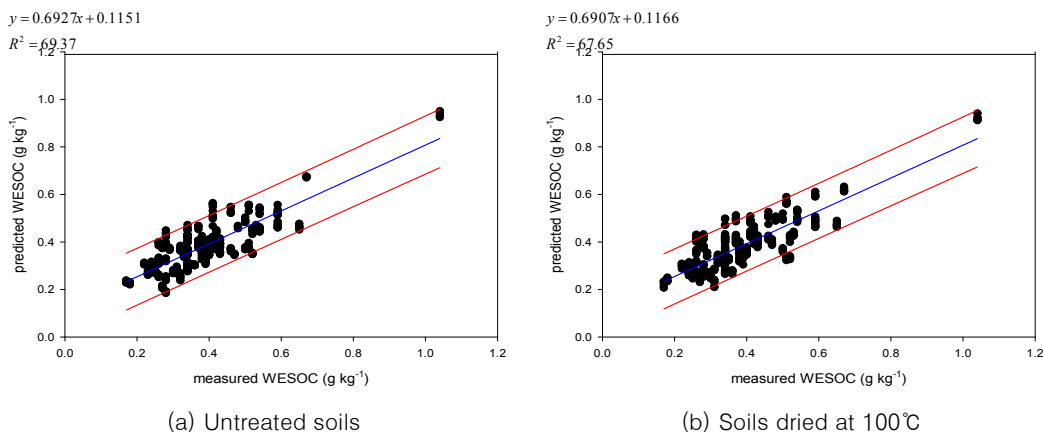 y = 0.6927x + 0.1151
R² = 69.37
1.2
1.0
0.8
0.6
0.4
0.2
0.0
predicted WESOC (g kg⁻¹)
0.0 0.2 0.4 0.6 0.8 1.0 1.2
measured WESOC (g kg⁻¹)
(a) Untreated soils
y = 0.6907x + 0.1166
R² = 67.65
1.2
1.0
0.8
0.6
0.4
0.2
0.0
predicted WESOC (g kg⁻¹)
0.0 0.2 0.4 0.6 0.8 1.0 1.2
measured WESOC (g kg⁻¹)
(b) Soils dried at 100℃